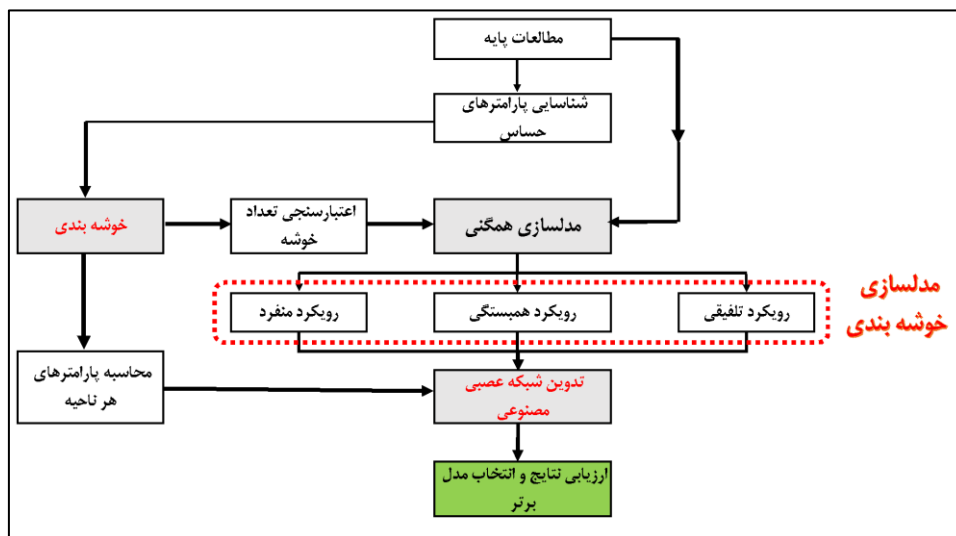 مطالعات پایه
شناسایی پارامترهای
حساس
خوشه بندی
اعتبارسنجی تعداد
خوشه
مدلسازی همگنی
مدلسازی
خوشه بندی
رویکرد تلفیقی
رویکرد همبستگی
رویکرد منفرد
محاسبه پارامترهای
هر ناحیه
تدوین شبکه عصبی
مصنوعی
ارزیابی نتایج و انتخاب مدل
برتر